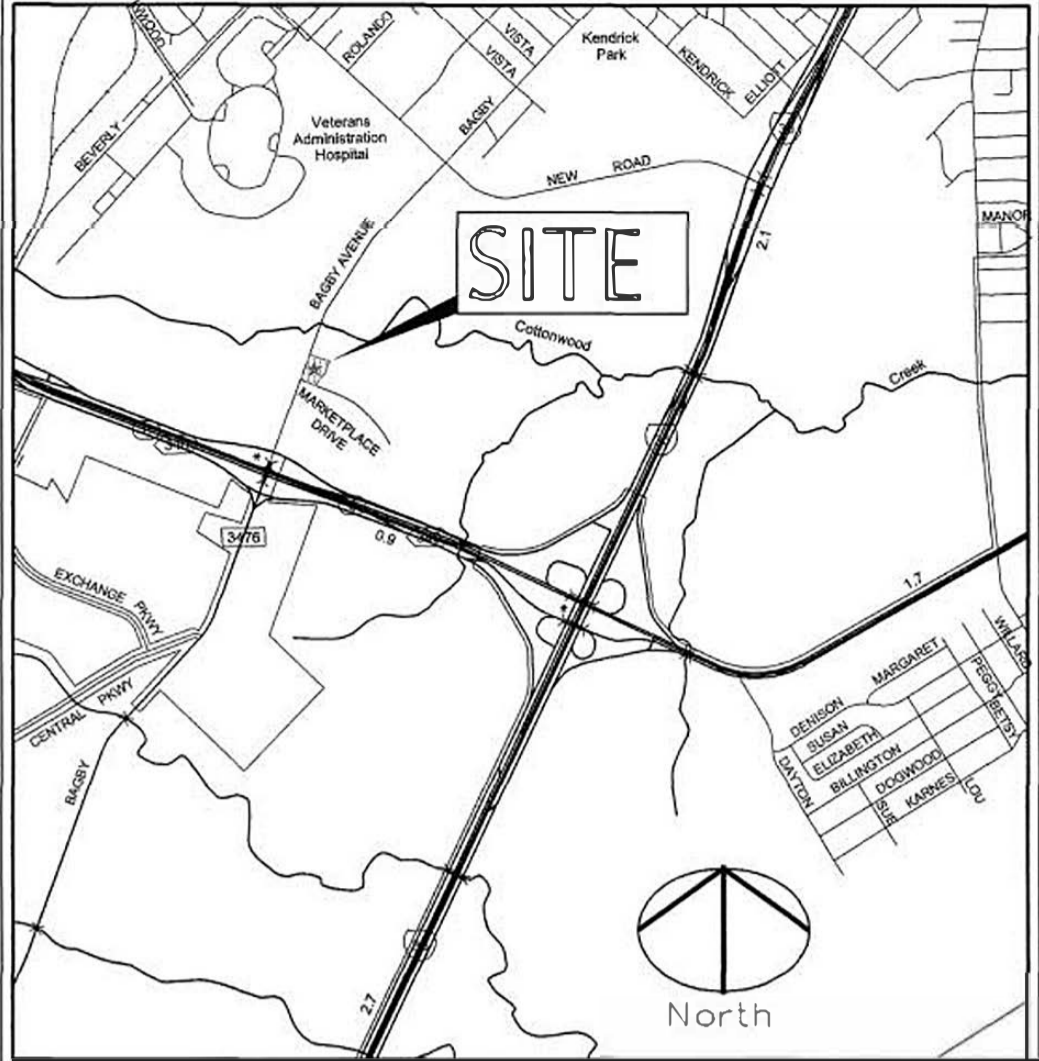 WOOD
ROLANDO
VISTA
VISTA
Kendrick
Park
KENDRICK
ELLIOTT
BEVERLY
Veterans
Administration
Hospital
BAGBY
NEW ROAD
MANOR
BAGBY AVENUE
SITE
2.1
Cottonwood
Creek
MARKETPLACE
DRIVE
3476
0.9
1.7
EXCHANGE PKWY
CENTRAL PKWY
BAGBY
WILLARD
MARGARET
PEGGY
BETSY
DENISON
SUSAN
ELIZABETH
BILLINGTON
DAYTON
DOGWOOD
LOU
SUE
KARNES
2.7
North